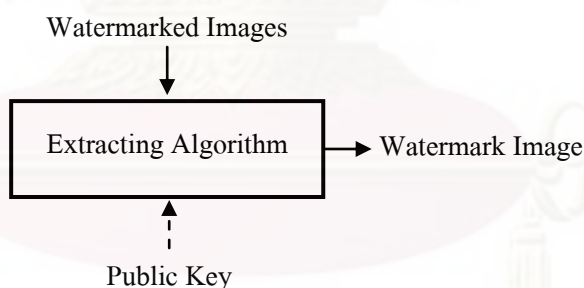 Watermarked Images
Extracting Algorithm
Watermark Image
Public Key